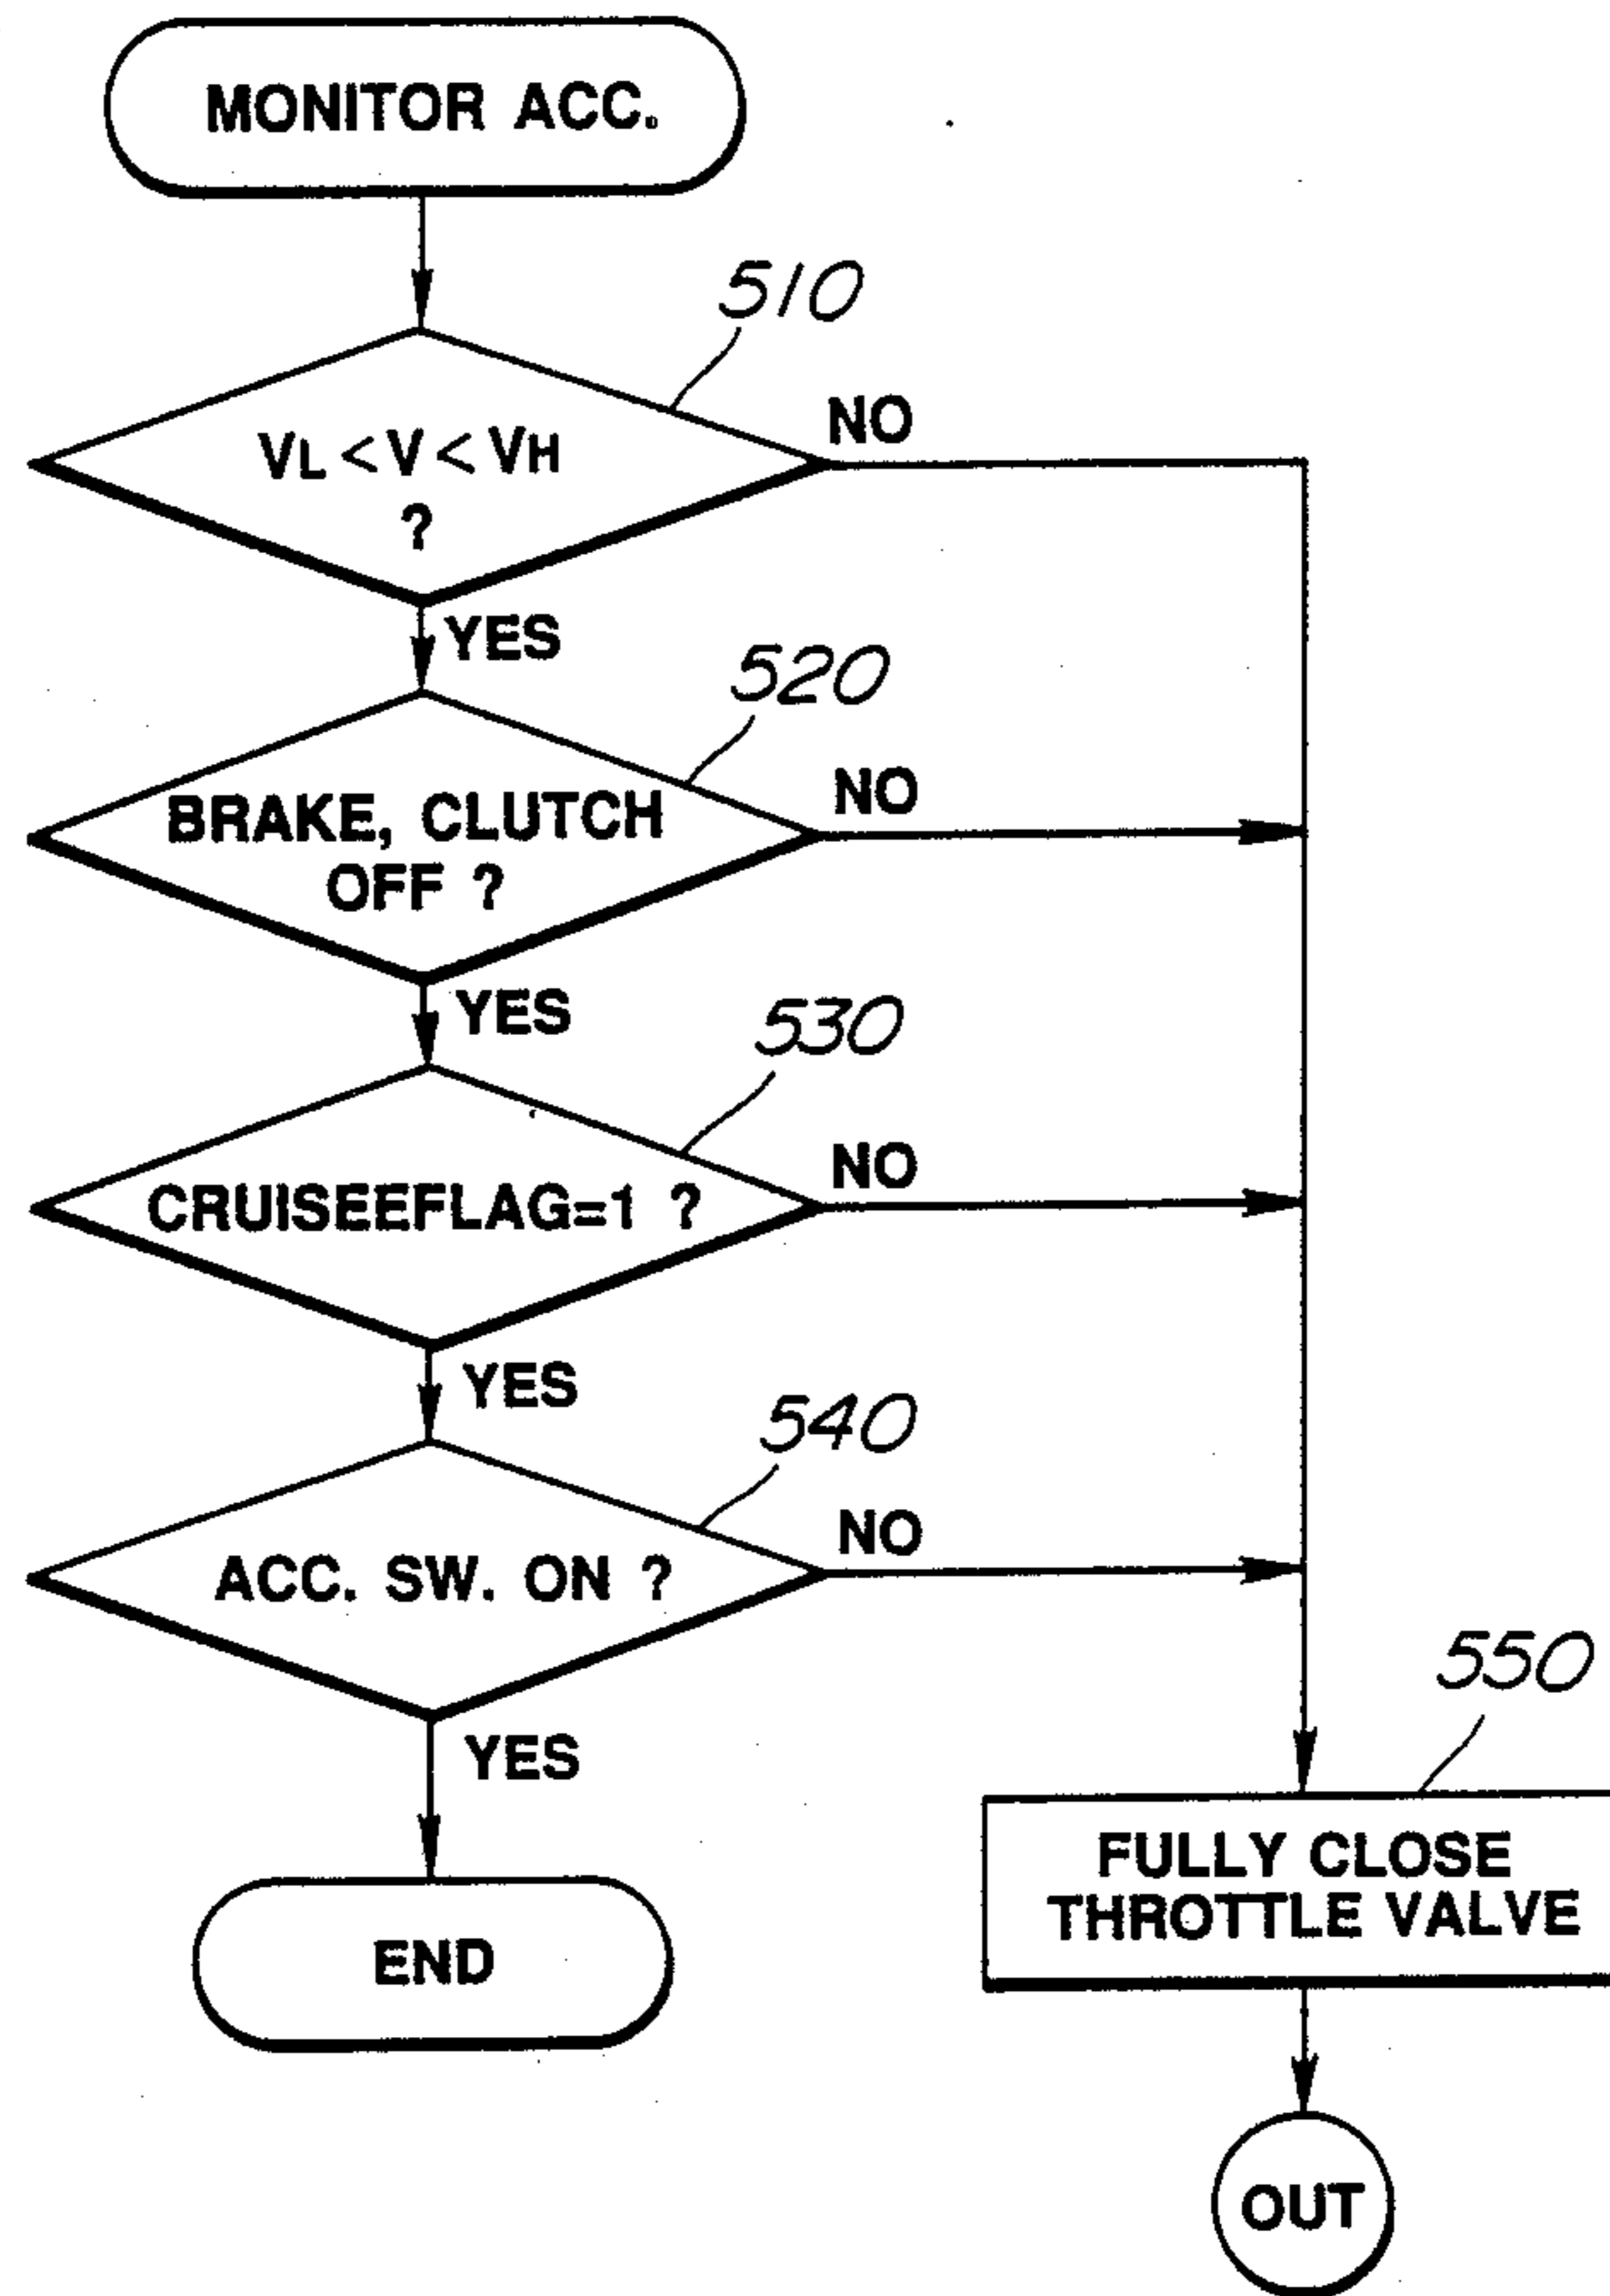 MONITOR ACC.
510
VL < V < VH
?
NO
YES
520
BRAKE, CLUTCH
OFF ?
NO
YES
530
CRUISEEFLAG=1 ?
NO
YES
540
ACC. SW. ON ?
NO
YES
550
FULLY CLOSE
THROTTLE VALVE
END
OUT